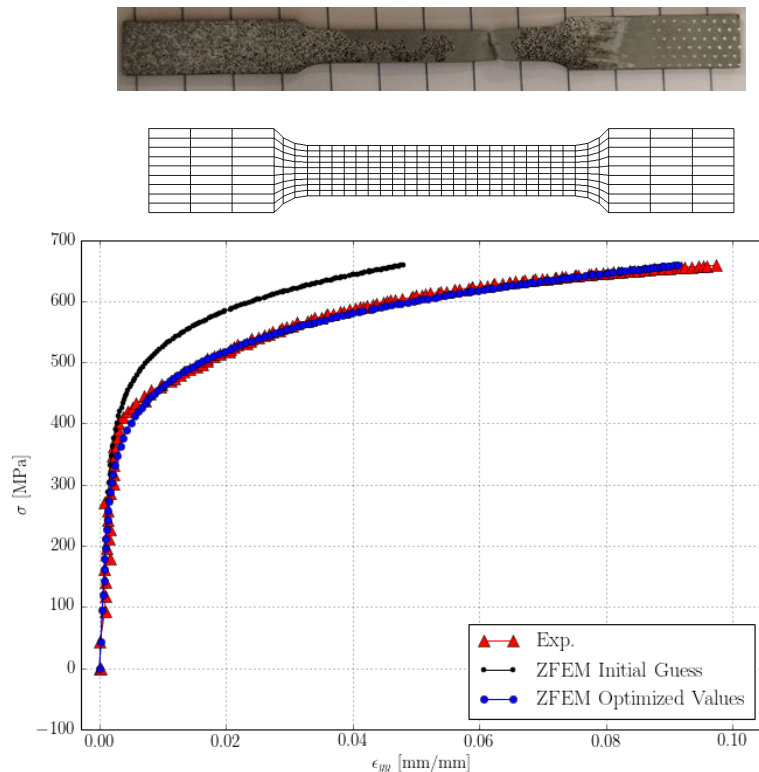 700
600
500
400
300
200
100
0
−100
σ [MPa]
0.00 0.02 0.04 0.06 0.08 0.10
ϵyy [mm/mm]
Exp.
ZFEM Initial Guess
ZFEM Optimized Values